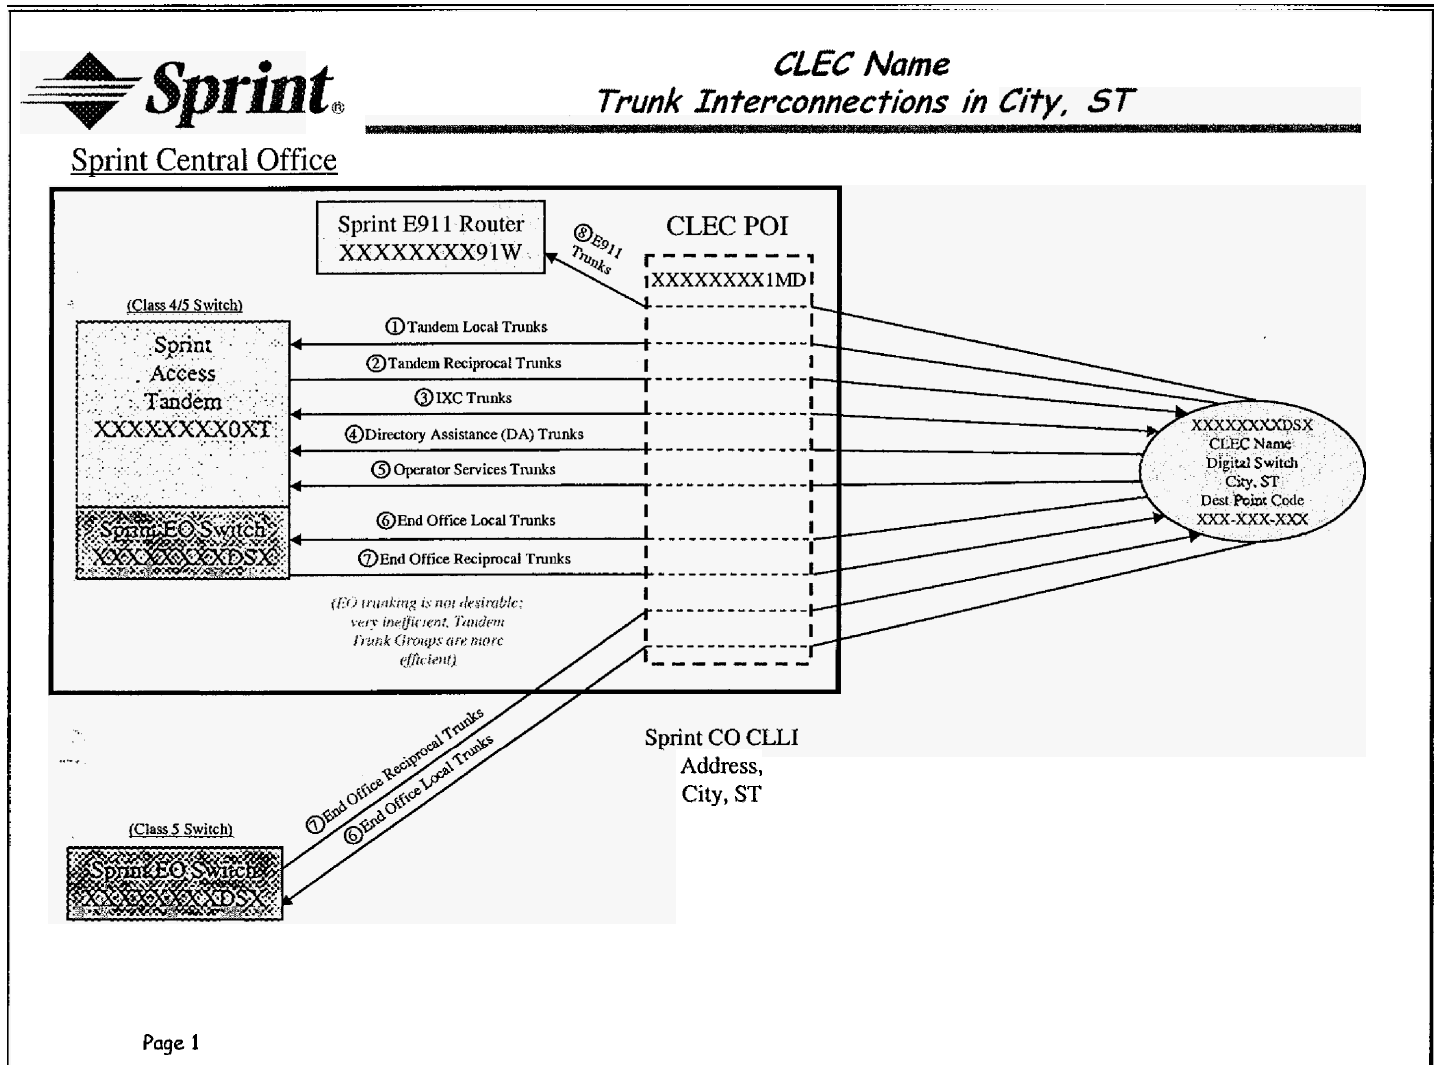 Sprint®
CLEC Name
Trunk Interconnections in City, ST
Sprint Central Office
Sprint E911 Router
XXXXXXXX91W
⑧E911
Trunks
CLEC POI
XXXXXXXX1MD
(Class 4/5 Switch)
Sprint
Access
Tandem
XXXXXXXX0XT
①Tandem Local Trunks
②Tandem Reciprocal Trunks
③IXC Trunks
④Directory Assistance (DA) Trunks
⑤Operator Services Trunks
Sprint EO Switch
XXXXXXXXDSX
⑥End Office Local Trunks
⑦End Office Reciprocal Trunks
(EO trunking is not desirable;
very inefficient, Tandem
Trunk Groups are more
efficient)
XXXXXXXXDSX
CLEC Name
Digital Switch
City, ST
Dest Point Code
XXX-XXX-XXX
⑦End Office Reciprocal Trunks
⑥End Office Local Trunks
Sprint CO CLLI
Address,
City, ST
(Class 5 Switch)
Sprint EO Switch
XXXXXXXXDSX
Page 1